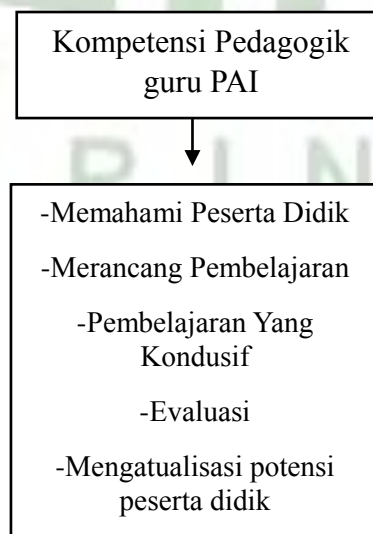 Kompetensi Pedagogik
guru PAI
P I N
-Memahami Peserta Didik
-Merancang Pembelajaran
-Pembelajaran Yang
Kondusif
-Evaluasi
-Mengatualisasi potensi
peserta didik